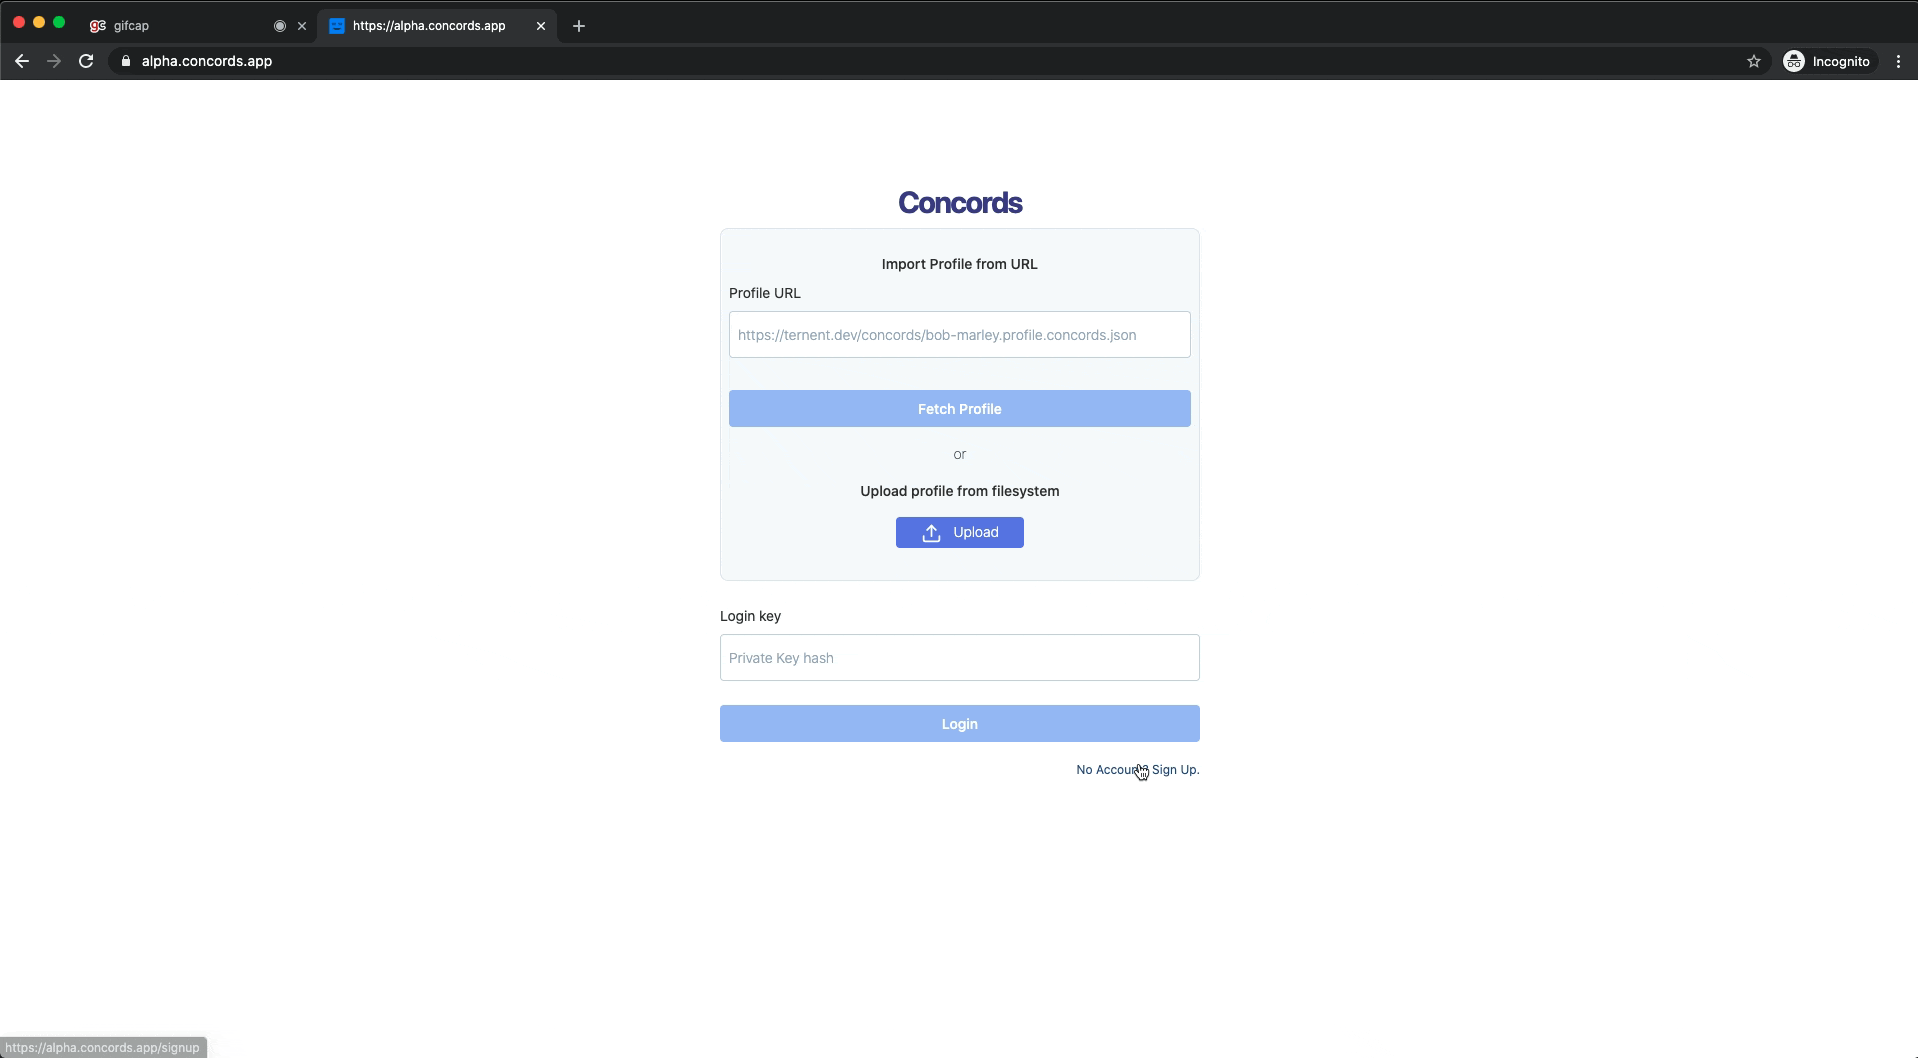 gifcap
https://alpha.concords.app
alpha.concords.app
Incognito
Concords
Import Profile from URL
Profile URL
https://ternent.dev/concords/bob-marley.profile.concords.json
Fetch Profile
or
Upload profile from filesystem
Upload
Login key
Private Key hash
Login
No Account? Sign Up.
https://alpha.concords.app/signup